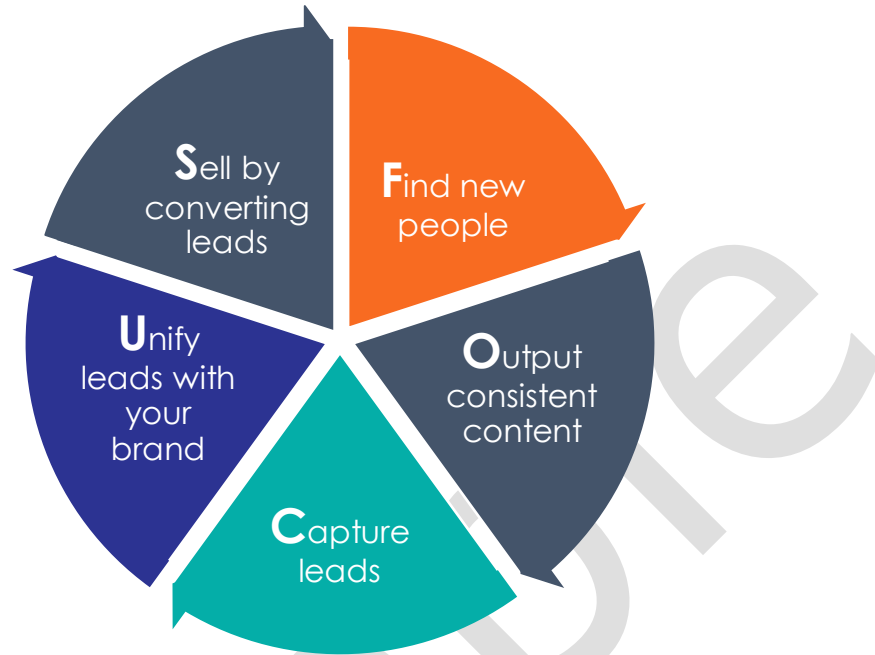 Find new
people
Output
consistent
content
Capture
leads
Unify
leads with
your
brand
Sell by
converting
leads